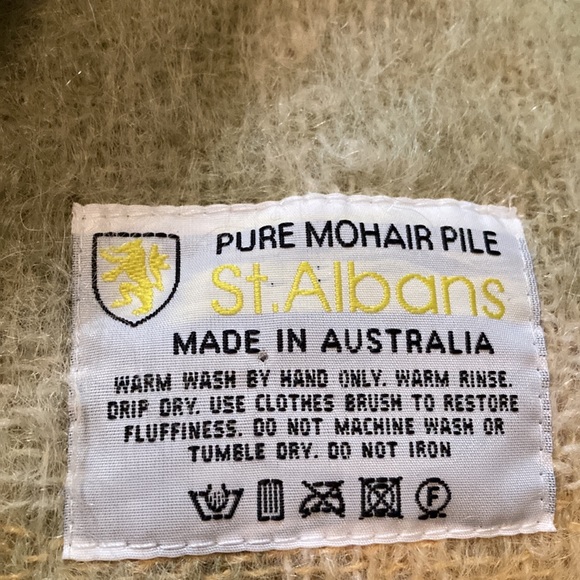 PURE MOHAIR PILE
St.Albans
MADE IN AUSTRALIA
WARM WASH BY HAND ONLY. WARM RINSE.
DRIP DRY. USE CLOTHES BRUSH TO RESTORE
FLUFFINESS. DO NOT MACHINE WASH OR
TUMBLE DRY. DO NOT IRON
F